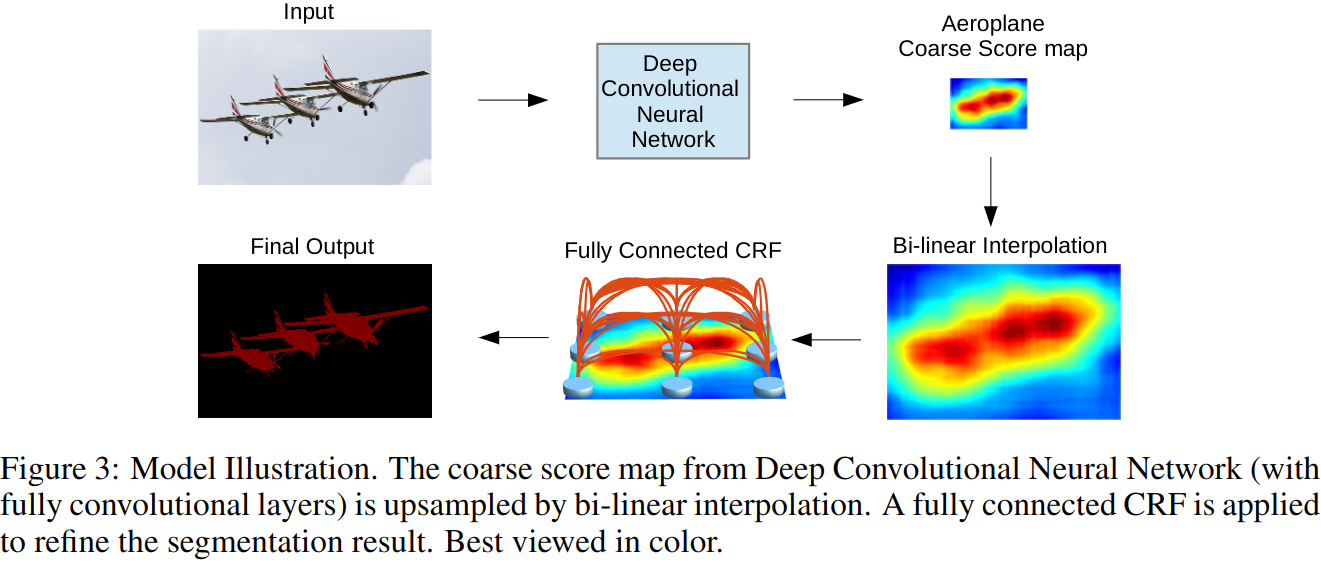 Input
Deep
Convolutional
Neural
Network
Aeroplane
Coarse Score map
Final Output
Fully Connected CRF
Bi-linear Interpolation
Figure 3: Model Illustration. The coarse score map from Deep Convolutional Neural Network (with
fully convolutional layers) is upsampled by bi-linear interpolation. A fully connected CRF is applied
to refine the segmentation result. Best viewed in color.